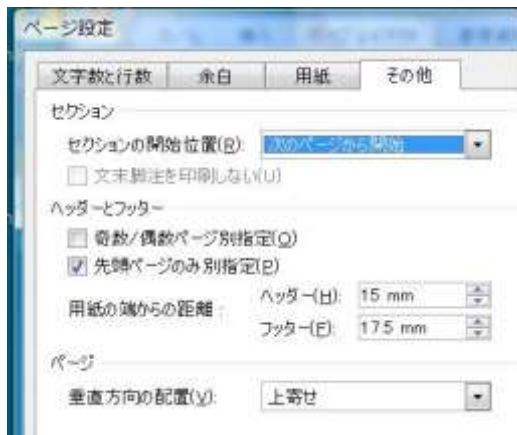 ページ設定
文字数と行数 余白 用紙 その他
セクション
セクションの開始位置(R): 次のページから開始
文末脚注を印刷しない(U)
ヘッダーとフッター
奇数/偶数ページ別指定(O)
先頭ページのみ別指定(P)
用紙の端からの距離: ヘッダー(H): 15 mm
フッター(F): 17.5 mm
ページ
垂直方向の配置(V): 上寄せ